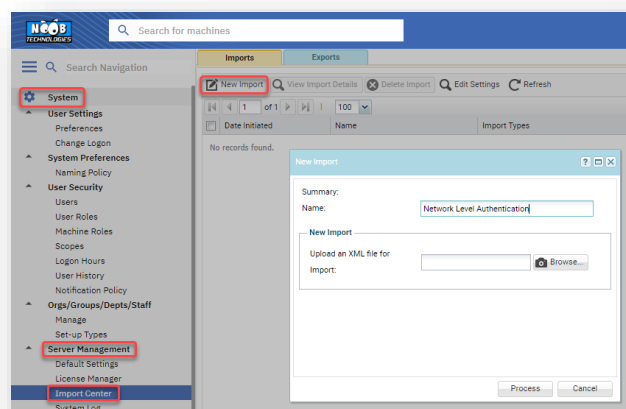 NOOB
TECHNOLOGIES
Search for machines
Search Navigation
System
User Settings
Preferences
Change Logon
System Preferences
Naming Policy
User Security
Users
User Roles
Machine Roles
Scopes
Logon Hours
User History
Notification Policy
Orgs/Groups/Depts/Staff
Manage
Set-up Types
Server Management
Default Settings
License Manager
Import Center
System Log
Imports Exports
New Import View Import Details Delete Import Edit Settings Refresh
1 of 1 100
Date Initiated Name Import Types
No records found.
New Import ?
Summary:
Name: Network Level Authentication
New Import
Upload an XML file for
Import: Browse...
Process Cancel